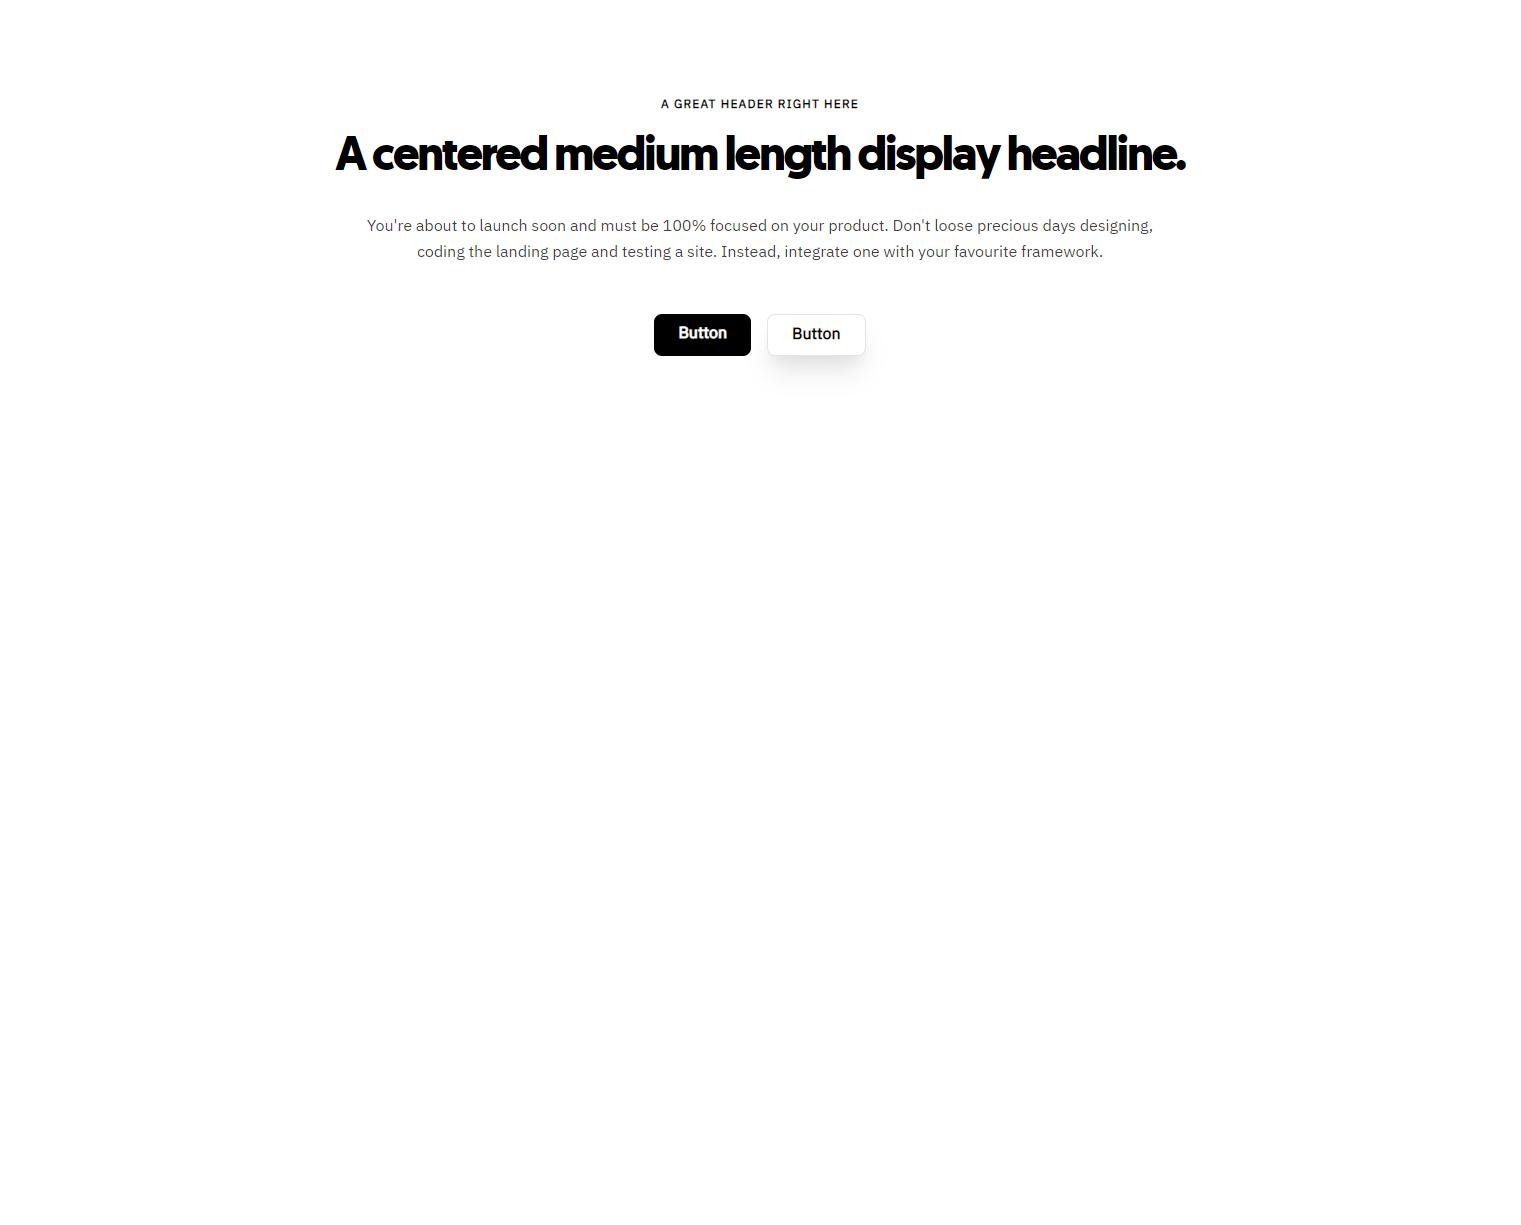 A GREAT HEADER RIGHT HERE
A centered medium length display headline.
You're about to launch soon and must be 100% focused on your product. Don't loose precious days designing,
coding the landing page and testing a site. Instead, integrate one with your favourite framework.
Button Button